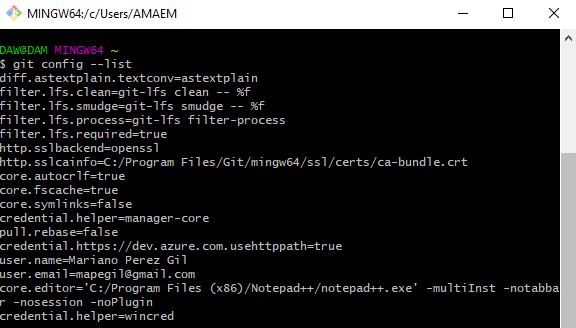 MINGW64:/c/Users/AMAEM
DAW@DAM MINGW64 ~
$ git config --list
diff.astextplain.textconv=astextplain
filter.lfs.clean=git-lfs clean -- %f
filter.lfs.smudge=git-lfs smudge -- %f
filter.lfs.process=git-lfs filter-process
filter.lfs.required=true
http.sslbackend=openssl
http.sslcainfo=C:/Program Files/Git/mingw64/ssl/certs/ca-bundle.crt
core.autocrlf=true
core.fscache=true
core.symlinks=false
credential.helper=manager-core
pull.rebase=false
credential.https://dev.azure.com.usehttppath=true
user.name=Mariano Perez Gil
user.email=mapegil@gmail.com
core.editor='C:/Program Files (x86)/Notepad++/notepad++.exe' -multiInst -notabba
r -nosession -noPlugin
credential.helper=wincred